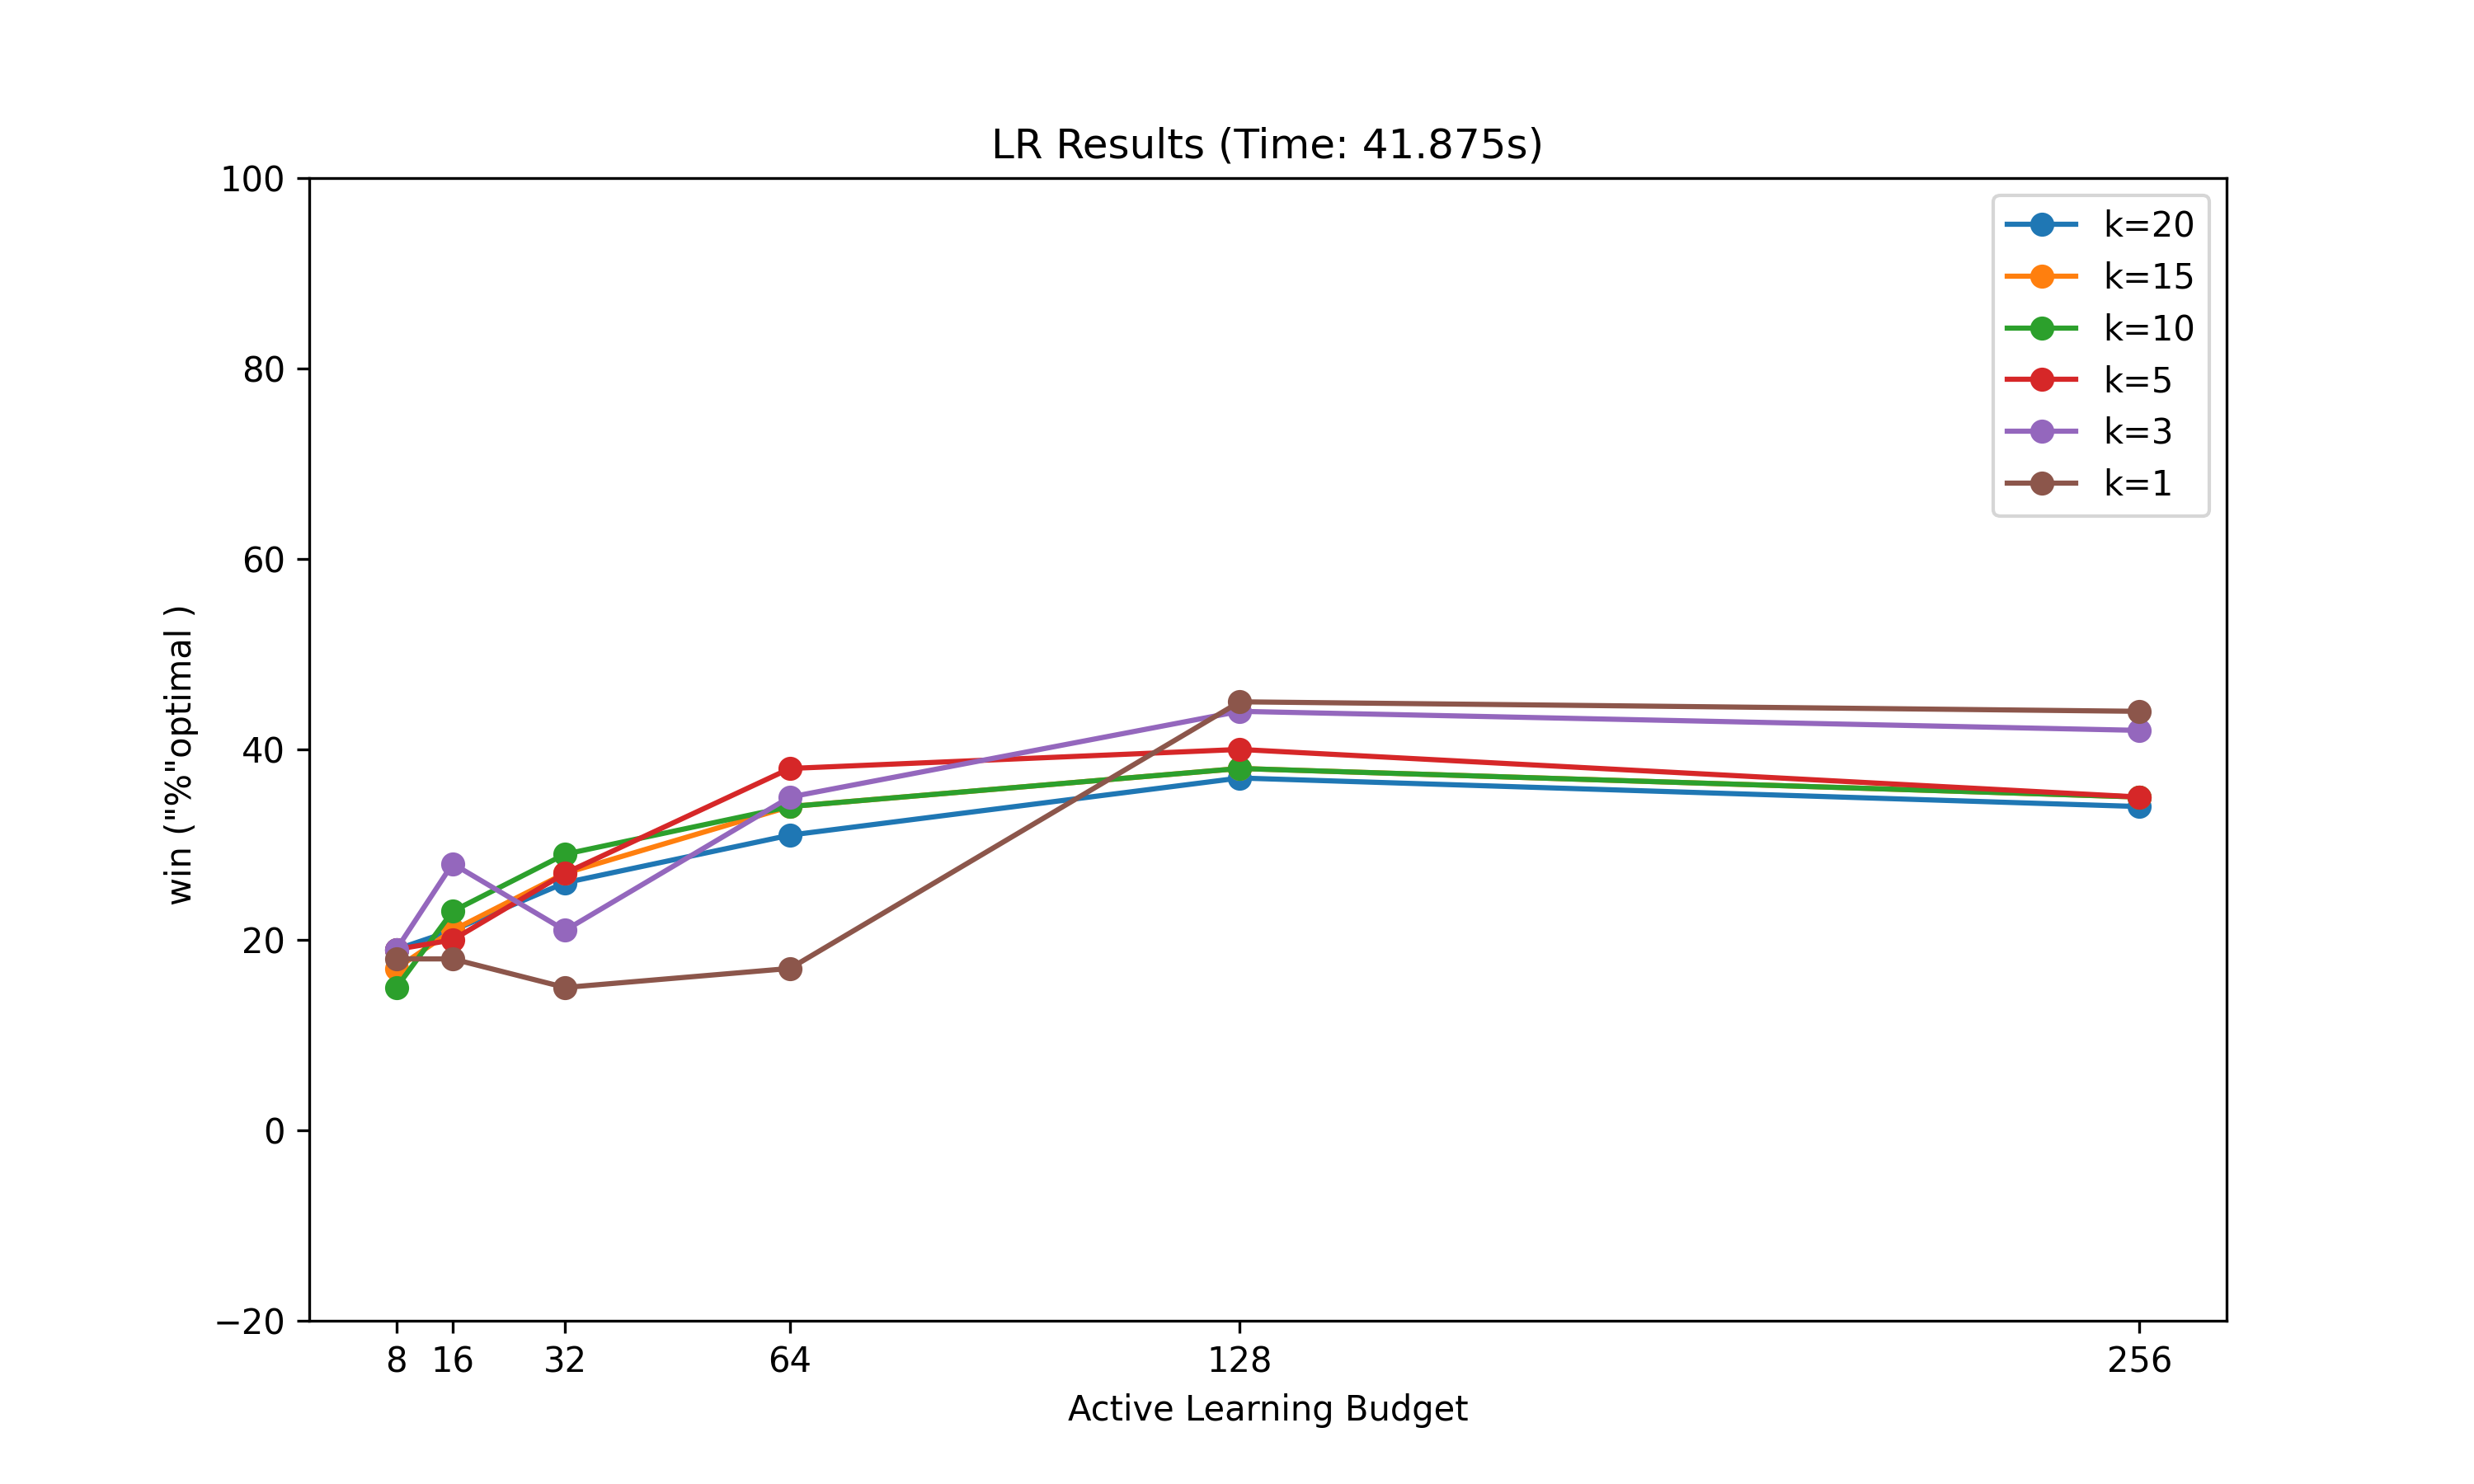 LR Results (Time: 41.875s)
100
80
60
40
20
0
−20
win ("%"optimal )
k=20
k=15
k=10
k=5
k=3
k=1
8 16 32 64 128 256
Active Learning Budget